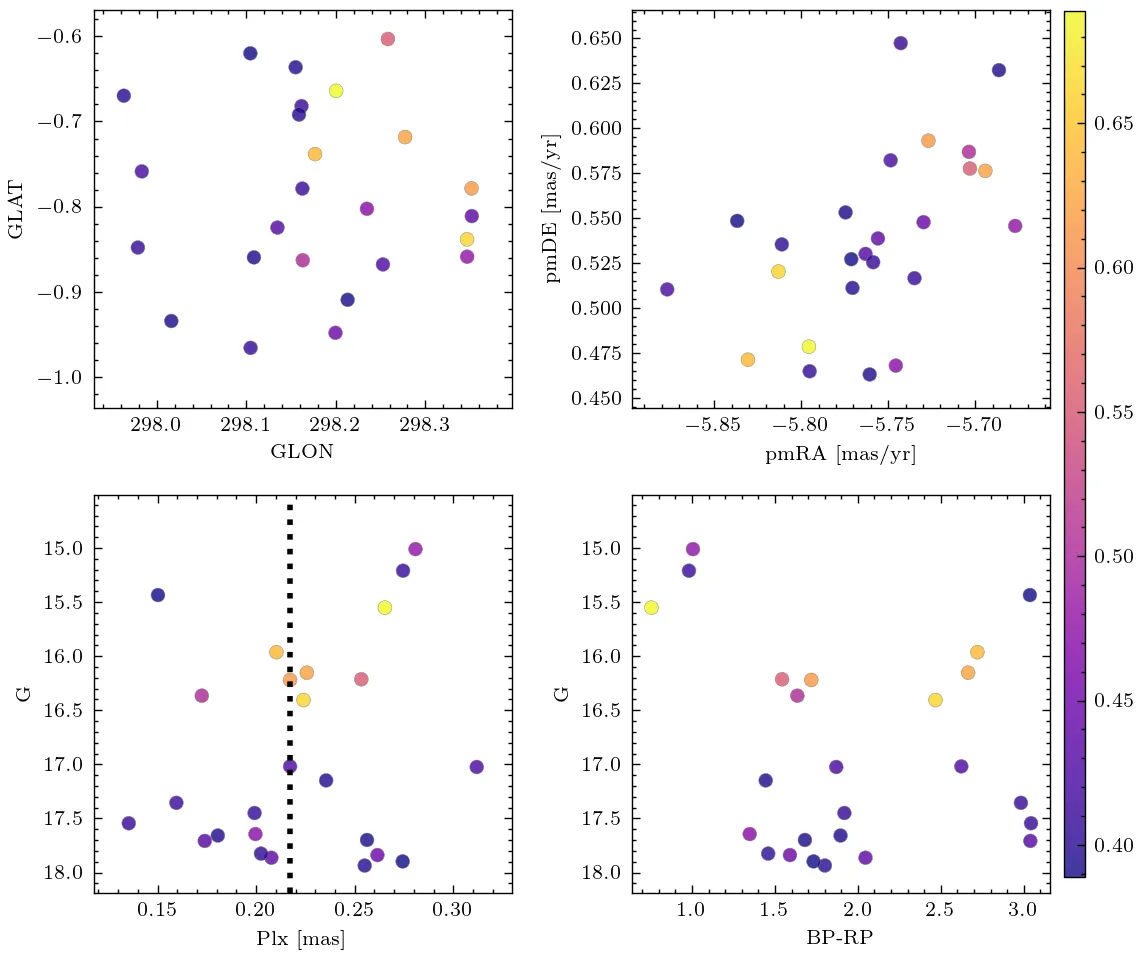 −0.6
−0.7
−0.8
−0.9
−1.0
GLAT
298.0 298.1 298.2 298.3
GLON
0.650
0.625
0.600
0.575
0.550
0.525
0.500
0.475
0.450
pmDE [mas/yr]
−5.85 −5.80 −5.75 −5.70
pmRA [mas/yr]
15.0
15.5
16.0
16.5
17.0
17.5
18.0
G
0.15 0.20 0.25 0.30
Plx [mas]
15.0
15.5
16.0
16.5
17.0
17.5
18.0
G
1.0 1.5 2.0 2.5 3.0
BP-RP
0.65
0.60
0.55
0.50
0.45
0.40